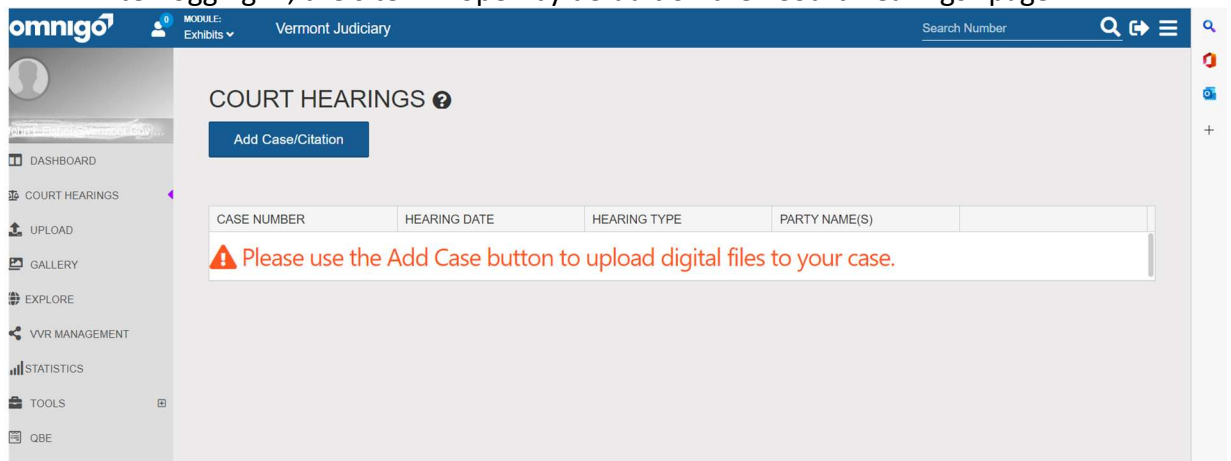 omnigo
0
MODULE:
Exhibits
Vermont Judiciary
Search Number
COURT HEARINGS
Add Case/Citation
DASHBOARD
COURT HEARINGS
UPLOAD
GALLERY
EXPLORE
VVR MANAGEMENT
STATISTICS
TOOLS
QBE
CASE NUMBER HEARING DATE HEARING TYPE PARTY NAME(S)
Please use the Add Case button to upload digital files to your case.